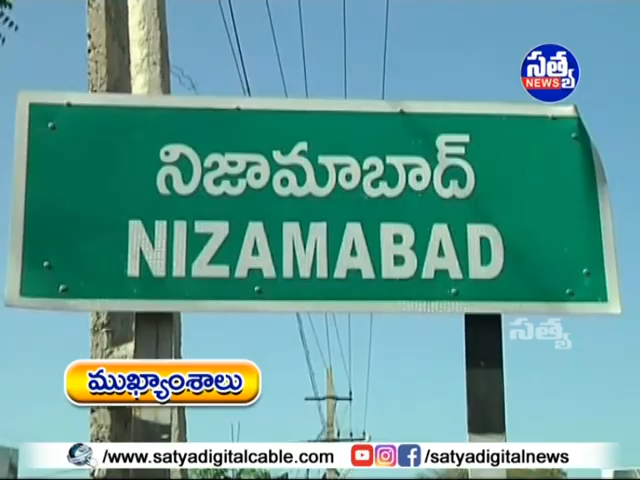 సత్య
NEWS
నిజామాబాద్
NIZAMABAD
సత్య
ముఖ్యాంశాలు
/www.satyadigitalcable.com
/satyadigitalnews